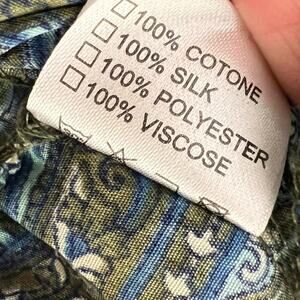 100% COTONE
100% SILK
100% POLYESTER
100% VISCOSE